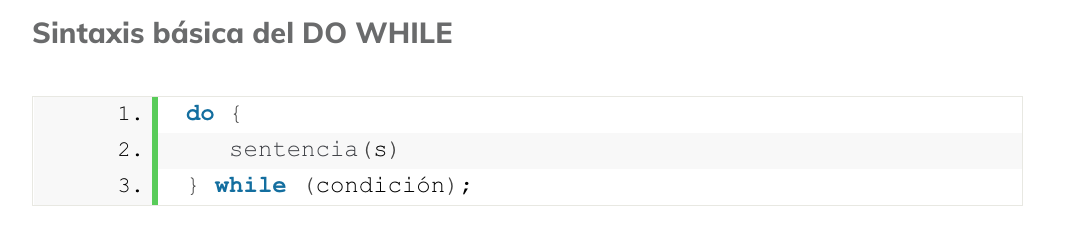 Sintaxis básica del DO WHILE
1. do {
2. sentencia(s)
3. } while (condición);